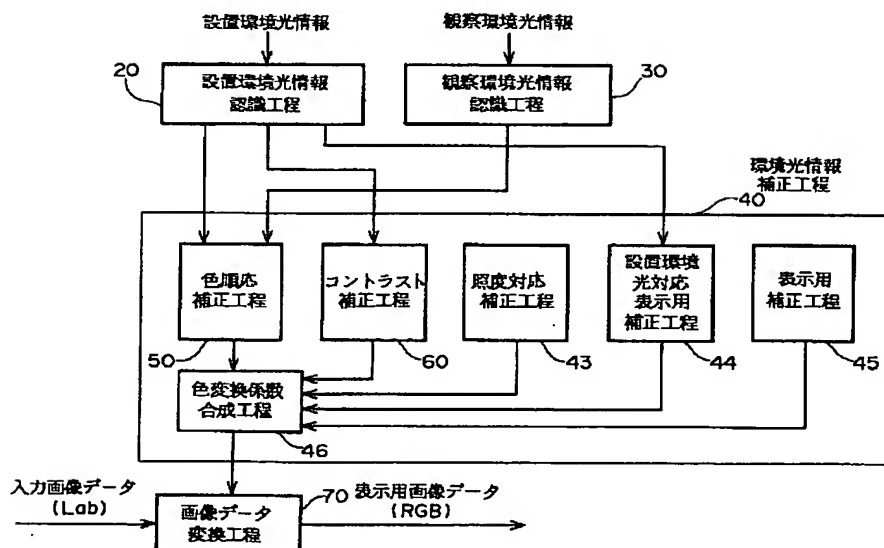 設置環境光情報
観察環境光情報
20
設置環境光情報
認識工程
観察環境光情報
認識工程
30
環境光情報
補正工程
40
色順応
補正工程
コントラスト
補正工程
照度対応
補正工程
設置環境
光対応
表示用
補正工程
表示用
補正工程
50
60
43
44
45
色変換係数
合成工程
46
入力画像データ
(Lab)
70
表示用画像データ
(RGB)
画像データ
変換工程